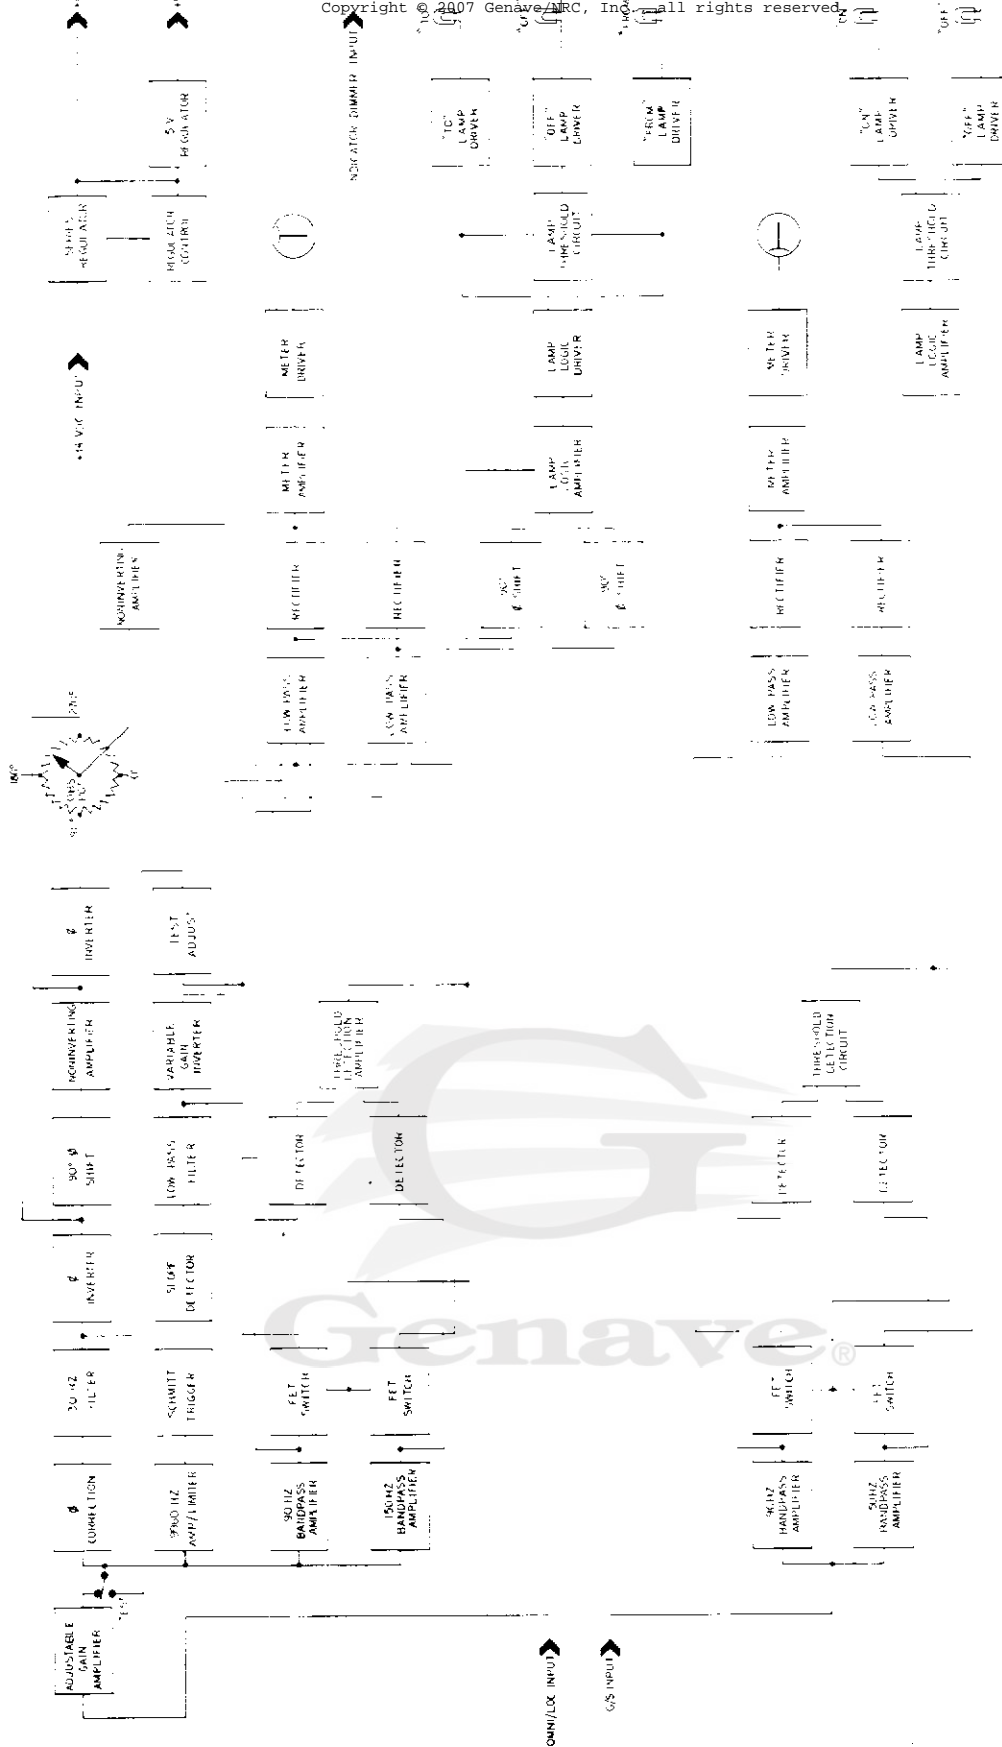 Copyright © 2007 Genave/NRC, Inc. all rights reserved
INDICATOR DIMMER INPUT
SERIES
REGULATOR
5 V
REGULATOR
REGULATOR
CONTROL
"TO"
LAMP
DRIVER
"OFF"
LAMP
DRIVER
"FROM"
LAMP
DRIVER
"ON"
LAMP
DRIVER
"OFF"
LAMP
DRIVER
LAMP
THRESHOLD
CIRCUIT
LAMP
THRESHOLD
CIRCUIT
+14 VDC INPUT
METER
DRIVER
LAMP
LOGIC
DRIVER
METER
DRIVER
LAMP
LOGIC
AMPLIFIER
METER
AMPLIFIER
LAMP
LOGIC
AMPLIFIER
METER
AMPLIFIER
NONINVERTING
AMPLIFIER
RECTIFIER
RECTIFIER
90°
Ø SHIFT
90°
Ø SHIFT
RECTIFIER
RECTIFIER
LOW PASS
AMPLIFIER
LOW PASS
AMPLIFIER
LOW PASS
AMPLIFIER
LOW PASS
AMPLIFIER
180°
270°
OBS
Ø
INVERTER
TEST
ADJUST
NONINVERTING
AMPLIFIER
VARIABLE
GAIN
INVERTER
THRESHOLD
DETECTION
AMPLIFIER
THRESHOLD
DETECTION
CIRCUIT
90° Ø
SHIFT
LOW PASS
FILTER
DETECTOR
DETECTOR
DETECTOR
DETECTOR
Ø
INVERTER
SLOPE
DETECTOR
Genave®
30 HZ
FILTER
SCHMITT
TRIGGER
FET
SWITCH
FET
SWITCH
FET
SWITCH
FET
SWITCH
Ø
CORRECTION
9960 HZ
AMP/LIMITER
90 HZ
BANDPASS
AMPLIFIER
150 HZ
BANDPASS
AMPLIFIER
90 HZ
BANDPASS
AMPLIFIER
BANDPASS
AMPLIFIER
TEST
ADJUSTABLE
GAIN
AMPLIFIER
OMNI/LOC INPUT
G/S INPUT